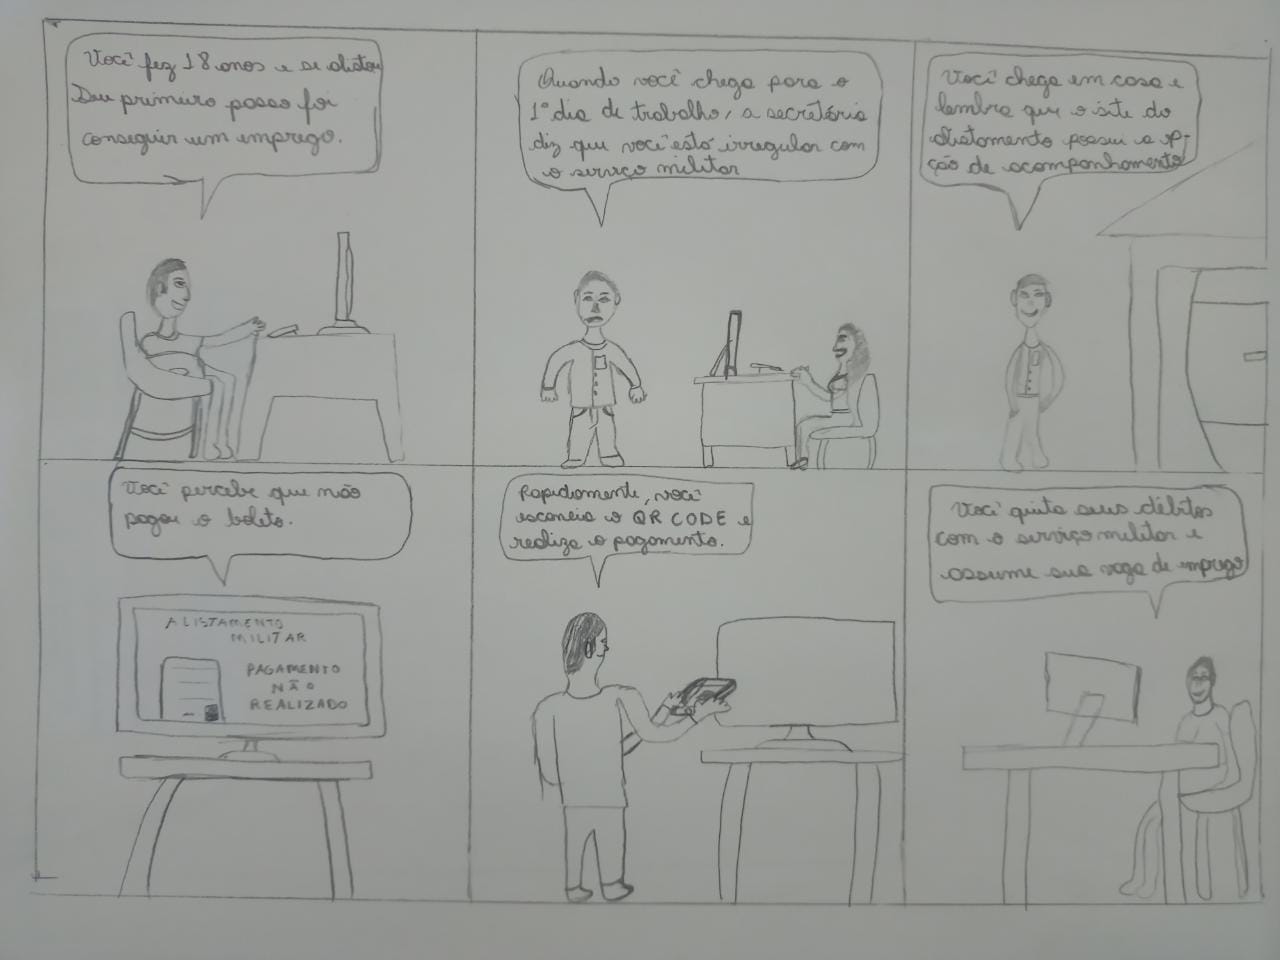 Você fez 18 anos e se alistou
Seu primeiro passo foi
conseguir um emprego.
Quando você chega para o
1º dia de trabalho, a secretária
diz que você está irregular com
o serviço militar
Você chega em casa e
lembra que o site do
alistamento possui a op-
ção de acompanhamento
Você percebe que não
pagou o boleto.
ALISTAMENTO
MILITAR
PAGAMENTO
NÃO
REALIZADO
Rapidamente, você
escaneia o QR CODE e
realiza o pagamento.
Você quita seus débitos
com o serviço militar e
assume sua vaga de emprego